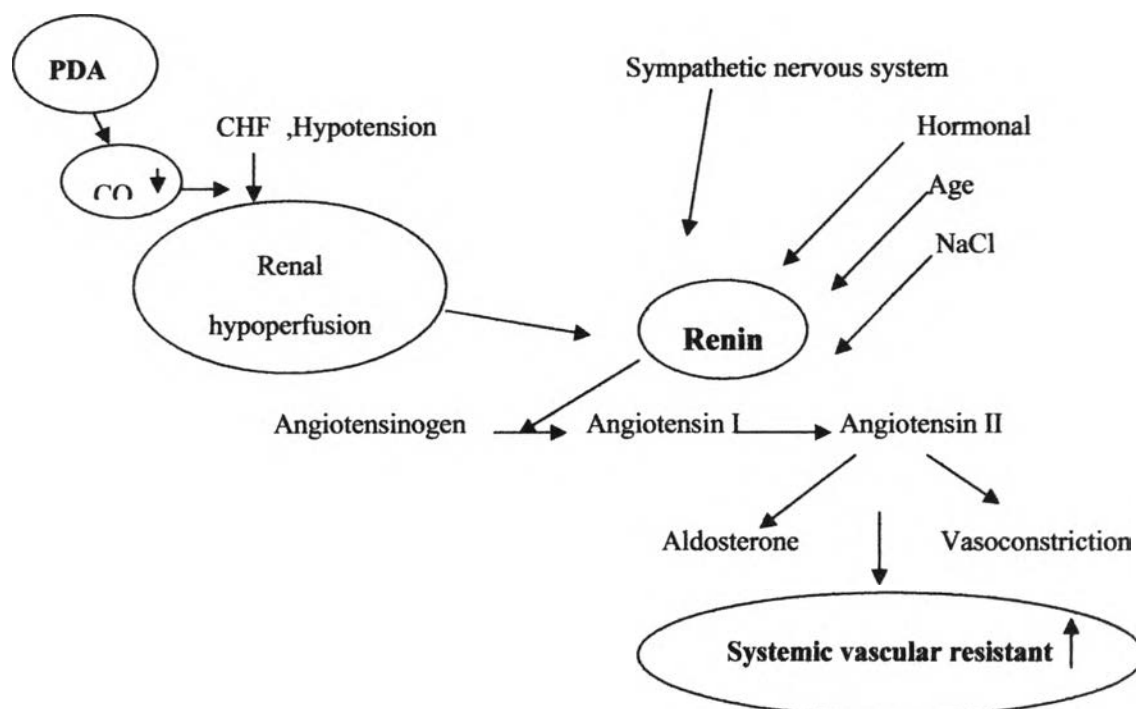 PDA
Sympathetic nervous system
CHF ,Hypotension
Hormonal
CO
Age
NaCl
Renal
hypoperfusion
Renin
Angiotensinogen
Angiotensin I
Angiotensin II
Aldosterone
Vasoconstriction
Systemic vascular resistant